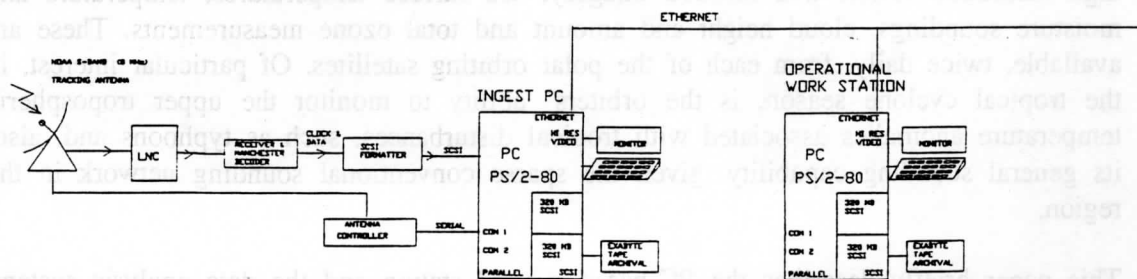 ETHERNET
NOAA S-BAND (8 MHz)
TRACKING ANTENNA
LNC
RECEIVER &
MANCHESTER
DECODER
CLOCK &
DATA
SCSI
FORMATTER
SCSI
ANTENNA
CONTROLLER
SERIAL
INGEST PC
ETHERNET
HI RES
VIDEO
MONITOR
PC
PS/2-80
320 MB
SCSI
COM 1
COM 2
320 MB
SCSI
PARALLEL
EXABYTE
TAPE
ARCHIVAL
OPERATIONAL
WORK STATION
ETHERNET
HI RES
VIDEO
MONITOR
PC
PS/2-80
320 MB
SCSI
COM 1
COM 2
320 MB
SCSI
PARALLEL
EXABYTE
TAPE
ARCHIVAL